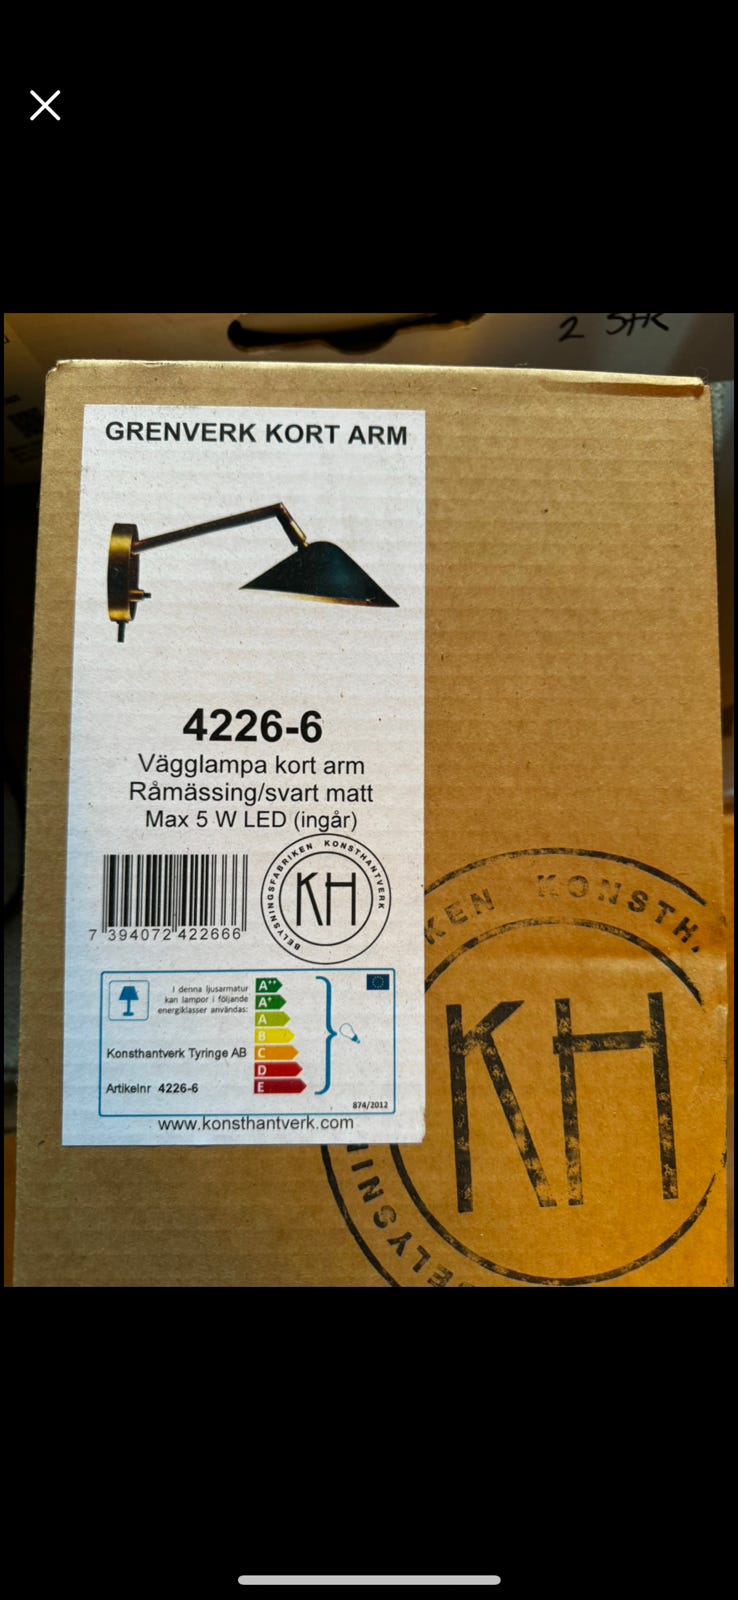 2 STK
GRENVERK KORT ARM
4226-6
Vägglampa kort arm
Råmässing/svart matt
Max 5 W LED (ingår)
BELYSNINGSFABRIKEN KONSTHANTVERK
KH
7 394072 422666
I denna ljusarmatur
kan lampor i följande
energiklasser användas:
A++
A+
A
B
C
D
E
Konsthantverk Tyringe AB
Artikelnr 4226-6
874/2012
www.konsthantverk.com
KEN KONSTH
KH
BELYSNIN